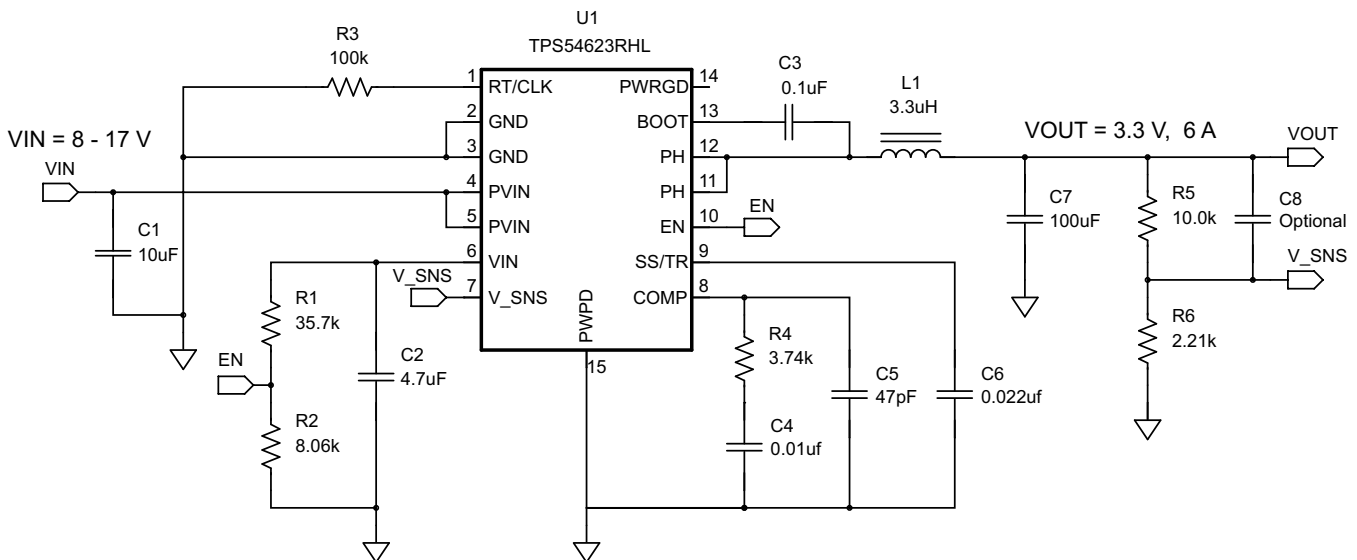 U1
TPS54623RHL
R3
100k
C3
0.1uF
L1
3.3uH
1 RT/CLK
PWRGD 14
2 GND
BOOT 13
3 GND
PH 12
4 PVIN
PH 11
5 PVIN
EN 10
6 VIN
SS/TR 9
7 V_SNS
COMP 8
PWPD
15
VIN = 8 - 17 V
VIN
C1
10uF
VOUT = 3.3 V, 6 A
VOUT
C7
100uF
R5
10.0k
C8
Optional
V_SNS
R6
2.21k
EN
V_SNS
R1
35.7k
EN
R2
8.06k
C2
4.7uF
R4
3.74k
C4
0.01uf
C5
47pF
C6
0.022uf